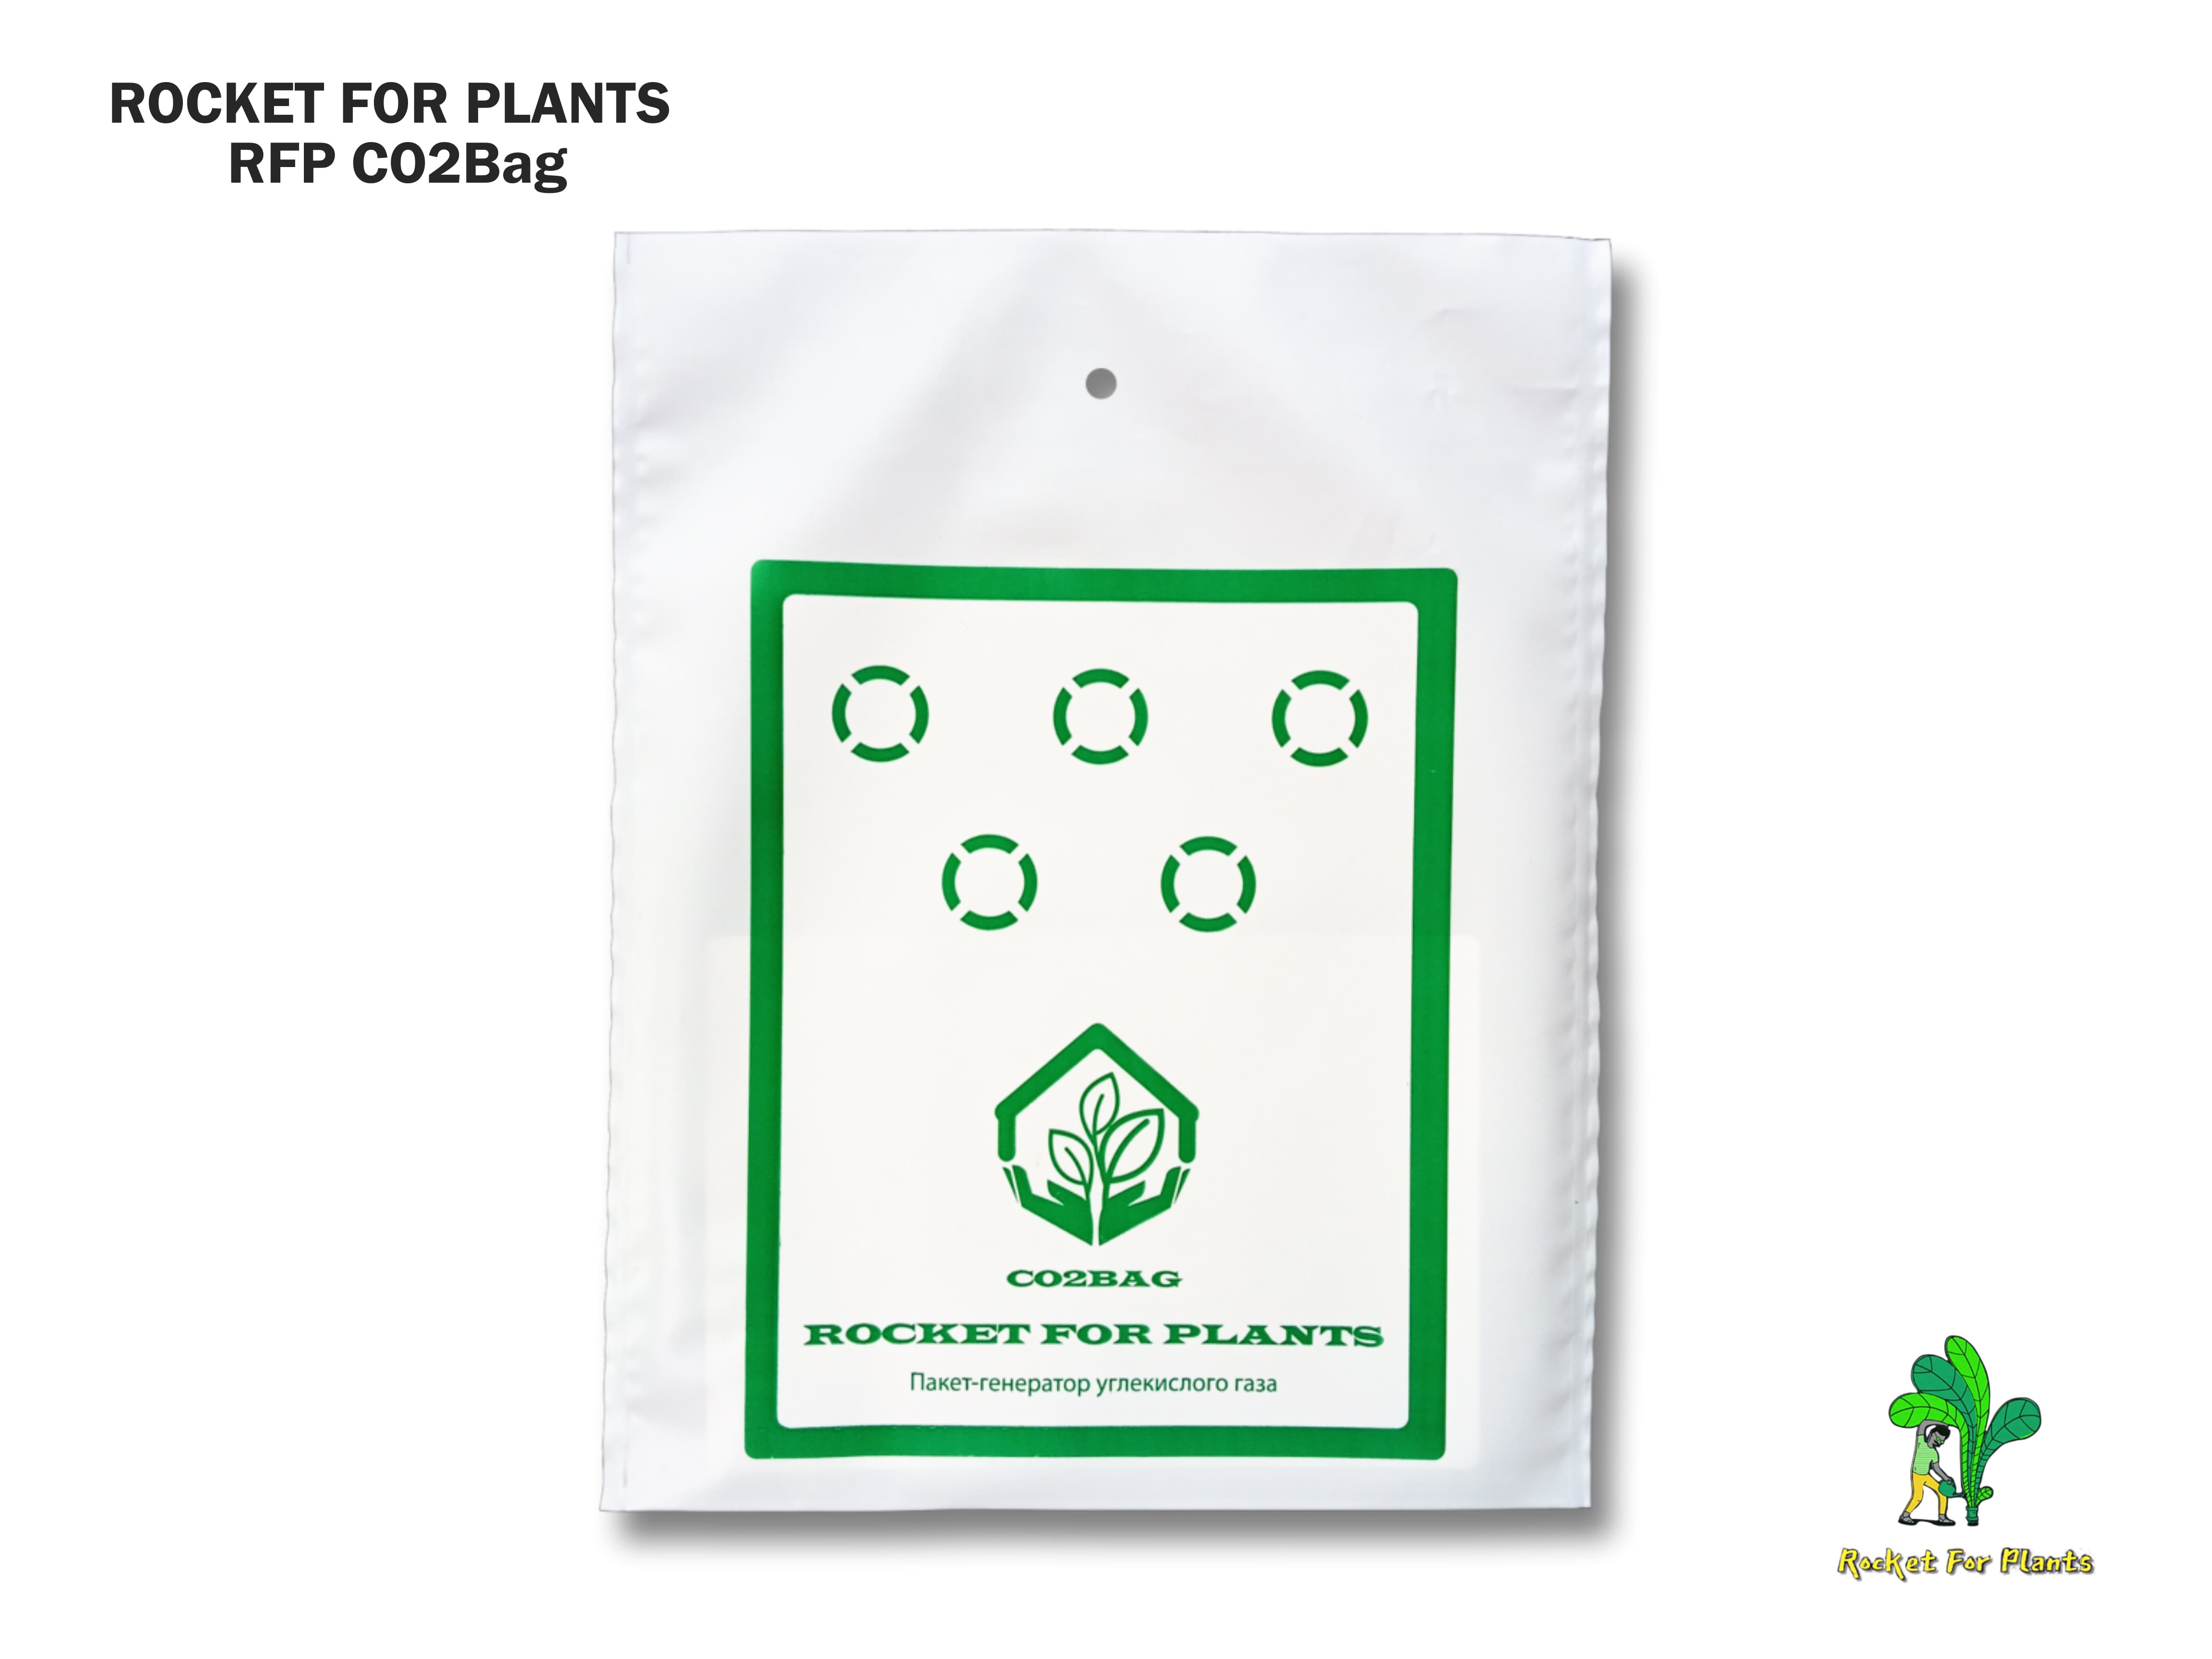 ROCKET FOR PLANTS
RFP CO2Bag
CO2BAG
ROCKET FOR PLANTS
Пакет-генератор углекислого газа
Rocket For Plants